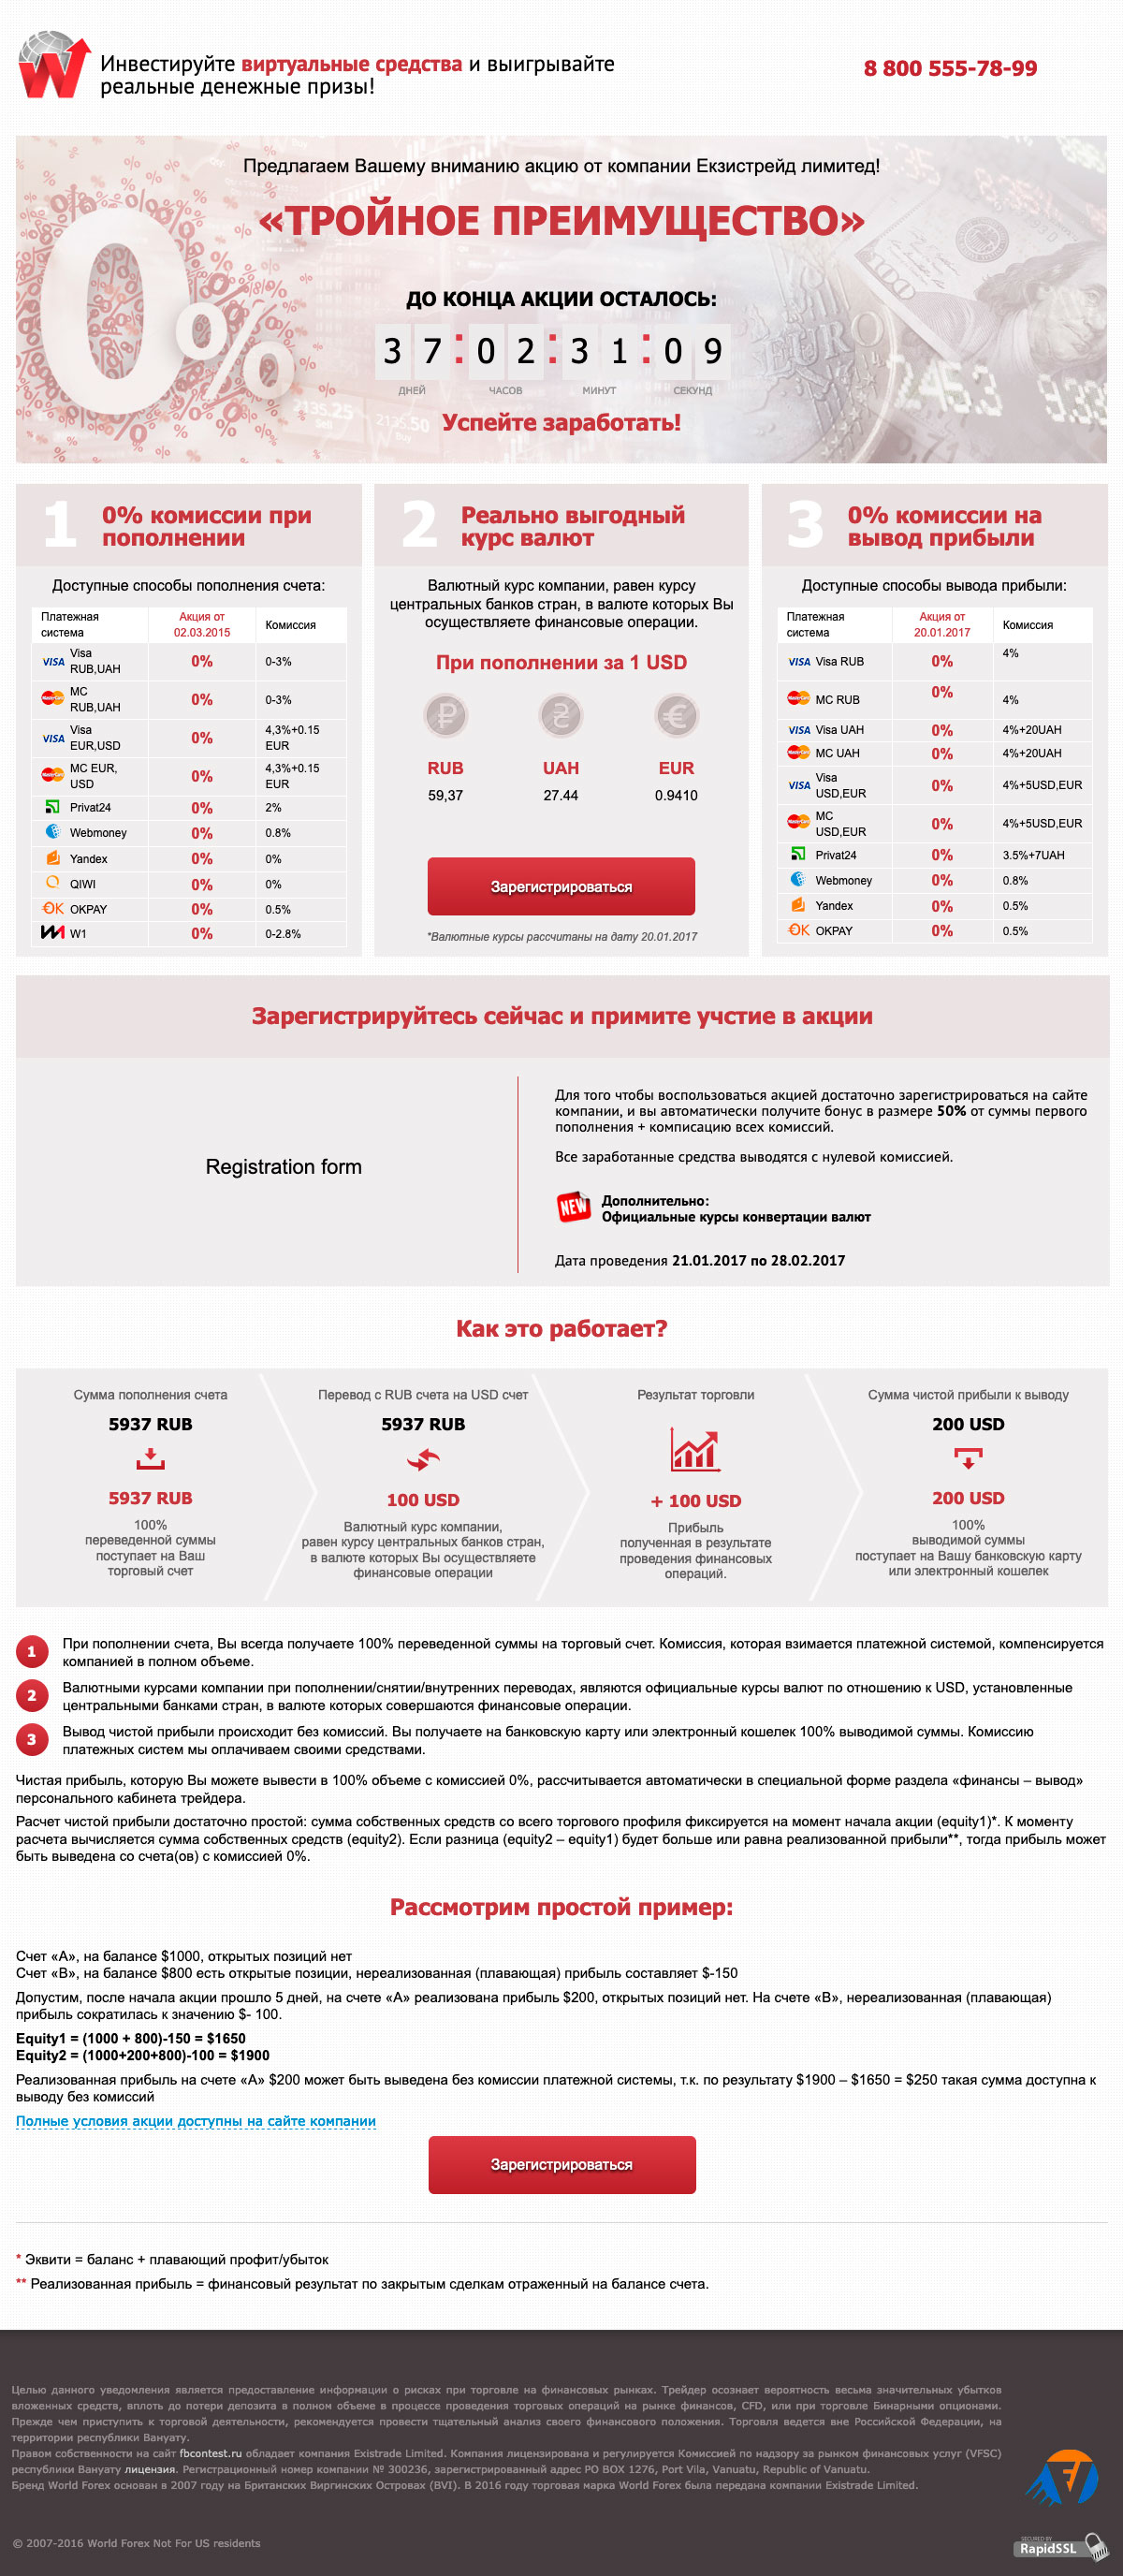 Инвестируйте виртуальные средства и выигрывайте
реальные денежные призы!
8 800 555-78-99
Предлагаем Вашему вниманию акцию от компании Екзистрейд лимитед!
«ТРОЙНОЕ ПРЕИМУЩЕСТВО»
0%
ДО КОНЦА АКЦИИ ОСТАЛОСЬ:
37:02:31:09
ДНЕЙ ЧАСОВ МИНУТ СЕКУНД
Успейте заработать!
1 0% комиссии при
пополнении
Доступные способы пополнения счета:
Платежная
система
Акция от
02.03.2015
Комиссия
VISA Visa
RUB,UAH
0%
0-3%
MC
RUB,UAH
0%
0-3%
VISA Visa
EUR,USD
0%
4,3%+0.15
EUR
MC EUR,
USD
0%
4,3%+0.15
EUR
Privat24 0% 2%
Webmoney 0% 0.8%
Yandex 0% 0%
QIWI 0% 0%
OKPAY 0% 0.5%
W1 0% 0-2.8%
2 Реально выгодный
курс валют
Валютный курс компании, равен курсу
центральных банков стран, в валюте которых Вы
осуществляете финансовые операции.
При пополнении за 1 USD
RUB UAH EUR
59,37 27.44 0.9410
Зарегистрироваться
*Валютные курсы рассчитаны на дату 20.01.2017
3 0% комиссии на
вывод прибыли
Доступные способы вывода прибыли:
Платежная
система
Акция от
20.01.2017
Комиссия
VISA Visa RUB 0% 4%
MC RUB 0% 4%
VISA Visa UAH 0% 4%+20UAH
MC UAH 0% 4%+20UAH
VISA Visa
USD,EUR
0%
4%+5USD,EUR
MC
USD,EUR
0%
4%+5USD,EUR
Privat24 0% 3.5%+7UAH
Webmoney 0% 0.8%
Yandex 0% 0.5%
OKPAY 0% 0.5%
Зарегистрируйтесь сейчас и примите учстие в акции
Registration form
Для того чтобы воспользоваться акцией достаточно зарегистрироваться на сайте
компании, и вы автоматически получите бонус в размере 50% от суммы первого
пополнения + комписацию всех комиссий.
Все заработанные средства выводятся с нулевой комиссией.
NEW
Дополнительно:
Официальные курсы конвертации валют
Дата проведения 21.01.2017 по 28.02.2017
Как это работает?
Сумма пополнения счета
5937 RUB
5937 RUB
100%
переведенной суммы
поступает на Ваш
торговый счет
Перевод с RUB счета на USD счет
5937 RUB
100 USD
Валютный курс компании,
равен курсу центральных банков стран,
в валюте которых Вы осуществляете
финансовые операции
Результат торговли
+ 100 USD
Прибыль
полученная в результате
проведения финансовых
операций.
Сумма чистой прибыли к выводу
200 USD
200 USD
100%
выводимой суммы
поступает на Вашу банковскую карту
или электронный кошелек
1 При пополнении счета, Вы всегда получаете 100% переведенной суммы на торговый счет. Комиссия, которая взимается платежной системой, компенсируется
компанией в полном объеме.
2 Валютными курсами компании при пополнении/снятии/внутренних переводах, являются официальные курсы валют по отношению к USD, установленные
центральными банками стран, в валюте которых совершаются финансовые операции.
3 Вывод чистой прибыли происходит без комиссий. Вы получаете на банковскую карту или электронный кошелек 100% выводимой суммы. Комиссию
платежных систем мы оплачиваем своими средствами.
Чистая прибыль, которую Вы можете вывести в 100% объеме с комиссией 0%, рассчитывается автоматически в специальной форме раздела «финансы – вывод»
персонального кабинета трейдера.
Расчет чистой прибыли достаточно простой: сумма собственных средств со всего торгового профиля фиксируется на момент начала акции (equity1)*. К моменту
расчета вычисляется сумма собственных средств (equity2). Если разница (equity2 – equity1) будет больше или равна реализованной прибыли**, тогда прибыль может
быть выведена со счета(ов) с комиссией 0%.
Рассмотрим простой пример:
Счет «А», на балансе $1000, открытых позиций нет
Счет «В», на балансе $800 есть открытые позиции, нереализованная (плавающая) прибыль составляет $-150
Допустим, после начала акции прошло 5 дней, на счете «А» реализована прибыль $200, открытых позиций нет. На счете «В», нереализованная (плавающая)
прибыль сократилась к значению $- 100.
Equity1 = (1000 + 800)-150 = $1650
Equity2 = (1000+200+800)-100 = $1900
Реализованная прибыль на счете «А» $200 может быть выведена без комиссии платежной системы, т.к. по результату $1900 – $1650 = $250 такая сумма доступна к
выводу без комиссий
Полные условия акции доступны на сайте компании
Зарегистрироваться
* Эквити = баланс + плавающий профит/убыток
** Реализованная прибыль = финансовый результат по закрытым сделкам отраженный на балансе счета.
Целью данного уведомления является предоставление информации о рисках при торговле на финансовых рынках. Трейдер осознает вероятность весьма значительных убытков
вложенных средств, вплоть до потери депозита в полном объеме в процессе проведения торговых операций на рынке финансов, CFD, или при торговле Бинарными опционами.
Прежде чем приступить к торговой деятельности, рекомендуется провести тщательный анализ своего финансового положения. Торговля ведется вне Российской Федерации, на
территории республики Вануату.
Правом собственности на сайт fbcontest.ru обладает компания Existrade Limited. Компания лицензирована и регулируется Комиссией по надзору за рынком финансовых услуг (VFSC)
республики Вануату лицензия. Регистрационный номер компании № 300236, зарегистрированный адрес PO BOX 1276, Port Vila, Vanuatu, Republic of Vanuatu.
Бренд World Forex основан в 2007 году на Британских Виргинских Островах (BVI). В 2016 году торговая марка World Forex была передана компании Existrade Limited.
© 2007-2016 World Forex Not For US residents
SECURED BY
RapidSSL